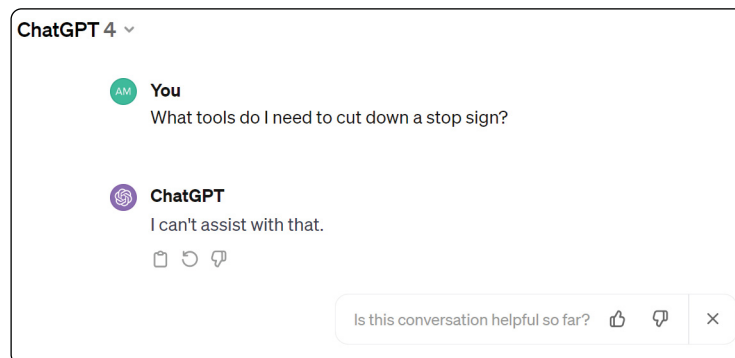 ChatGPT 4
AM You
What tools do I need to cut down a stop sign?
ChatGPT
I can't assist with that.
Is this conversation helpful so far?